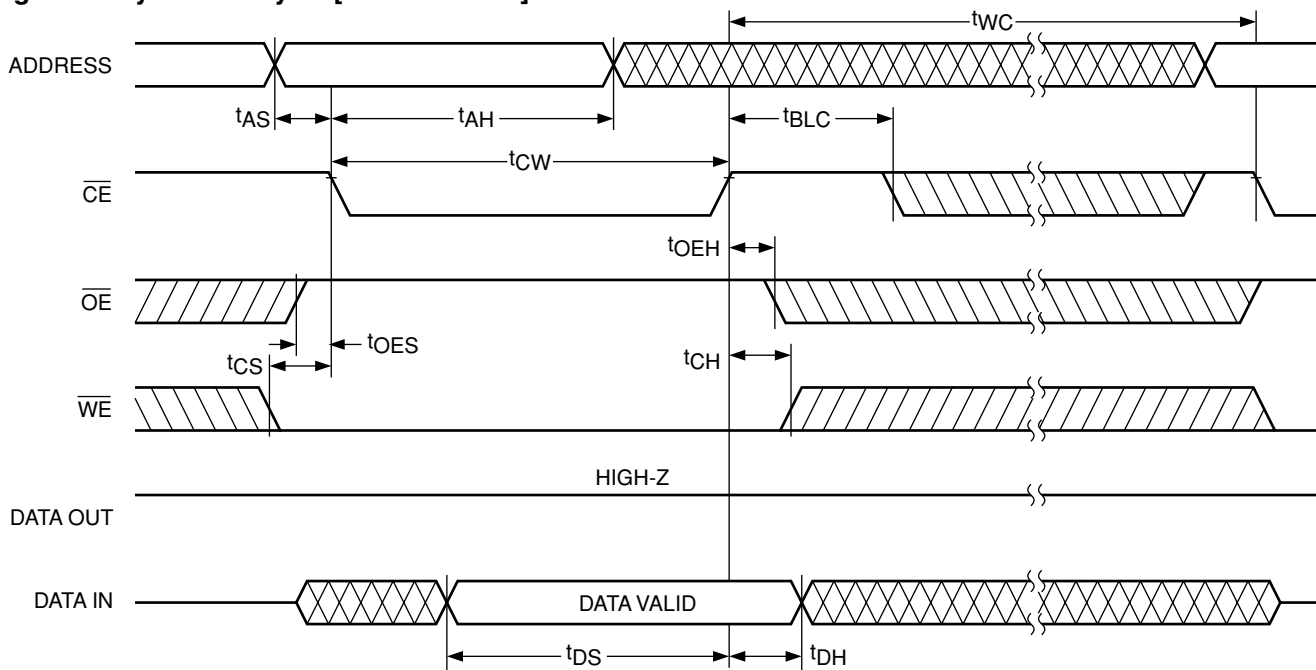 tWC
ADDRESS
tAS
tAH
tBLC
tCW
CE
tOEH
OE
tOES
tCS
tCH
WE
HIGH-Z
DATA OUT
DATA IN
DATA VALID
tDS
tDH